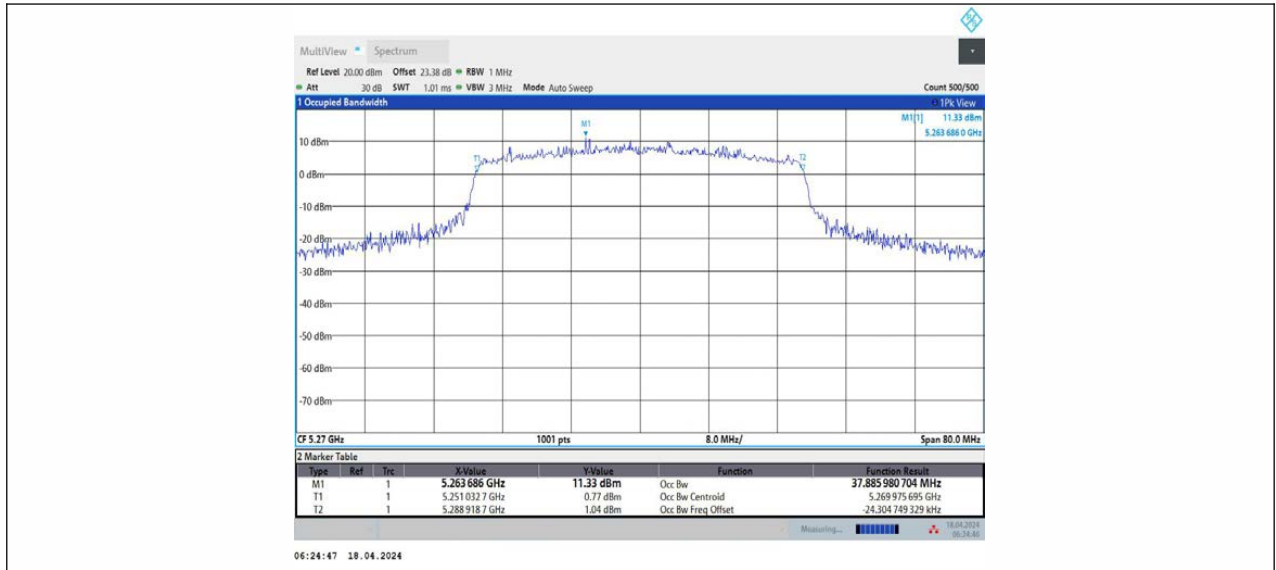 MultiView Spectrum
Ref Level 20.00 dBm Offset 23.38 dB RBW 1 MHz
Att 30 dB SWT 1.01 ms VBW 3 MHz Mode Auto Sweep Count 500/500
1 Occupied Bandwidth 1Pk View
M1[1] 11.33 dBm
5.263 686 0 GHz
M1
10 dBm
T1 T2
0 dBm
-10 dBm
-20 dBm
-30 dBm
-40 dBm
-50 dBm
-60 dBm
-70 dBm
CF 5.27 GHz 1001 pts 8.0 MHz/ Span 80.0 MHz
2 Marker Table
Type Ref Trc X-Value Y-Value Function Function Result
M1 1 5.263 686 GHz 11.33 dBm Occ Bw 37.885 980 704 MHz
T1 1 5.251 032 7 GHz 0.77 dBm Occ Bw Centroid 5.269 975 695 GHz
T2 1 5.288 918 7 GHz 1.04 dBm Occ Bw Freq Offset -24.304 749 329 kHz
Measuring... 18.04.2024
06:24:46
06:24:47 18.04.2024